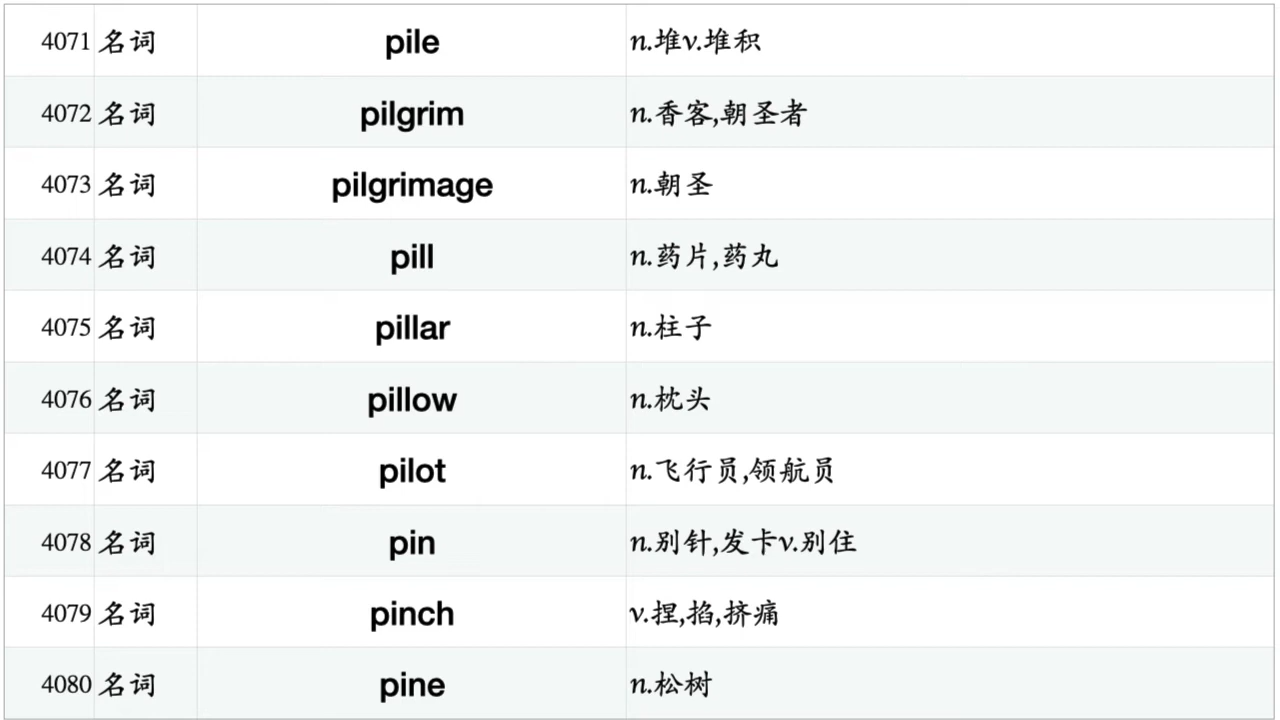 4071 名词 pile n.堆v.堆积
4072 名词 pilgrim n.香客,朝圣者
4073 名词 pilgrimage n.朝圣
4074 名词 pill n.药片,药丸
4075 名词 pillar n.柱子
4076 名词 pillow n.枕头
4077 名词 pilot n.飞行员,领航员
4078 名词 pin n.别针,发卡v.别住
4079 名词 pinch v.捏,掐,挤痛
4080 名词 pine n.松树